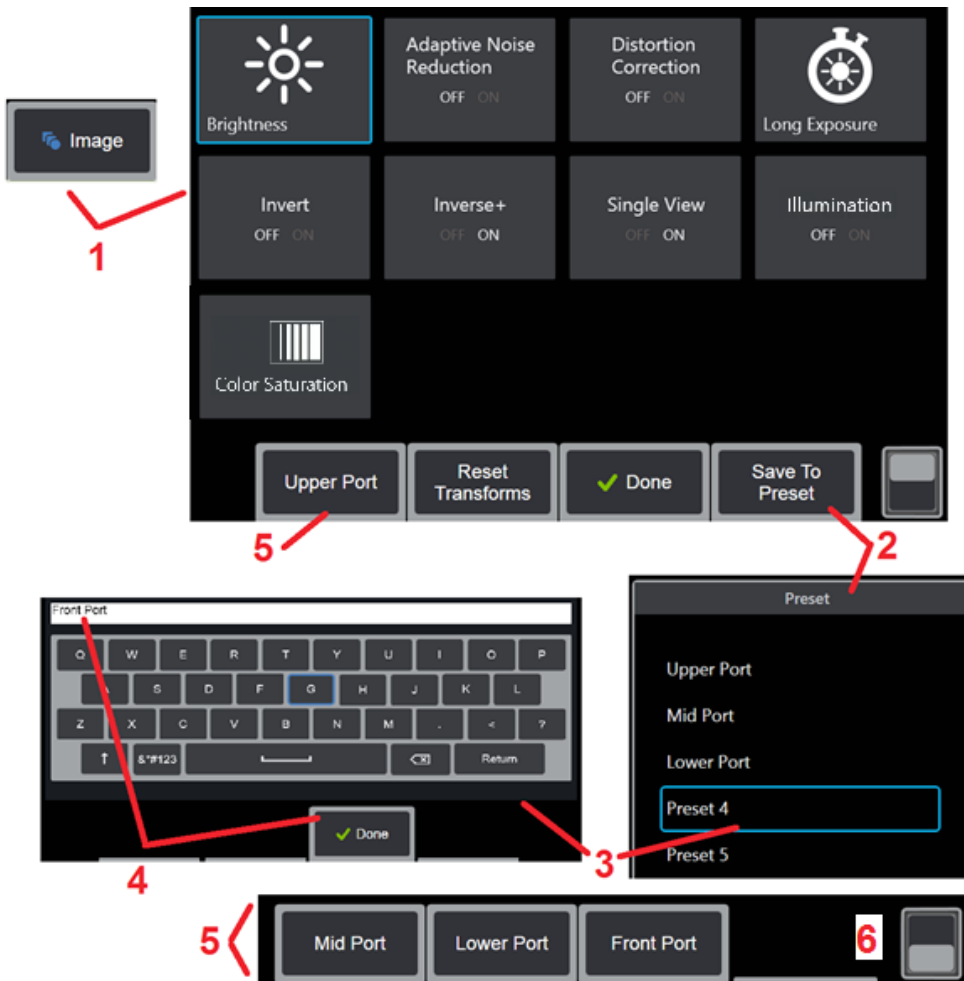 Image
1
Brightness
Adaptive Noise
Reduction
OFF ON
Distortion
Correction
OFF ON
Long Exposure
Invert
OFF ON
Inverse+
OFF ON
Single View
OFF ON
Illumination
OFF ON
Color Saturation
Upper Port
Reset
Transforms
Done
Save To
Preset
5
2
Front Port
Q W E R T Y U I O P
A S D F G H J K L
Z X C V B N M . < ?
↑ &*#123 Return
Done
4
Preset
Upper Port
Mid Port
Lower Port
Preset 4
Preset 5
3
5
Mid Port
Lower Port
Front Port
6